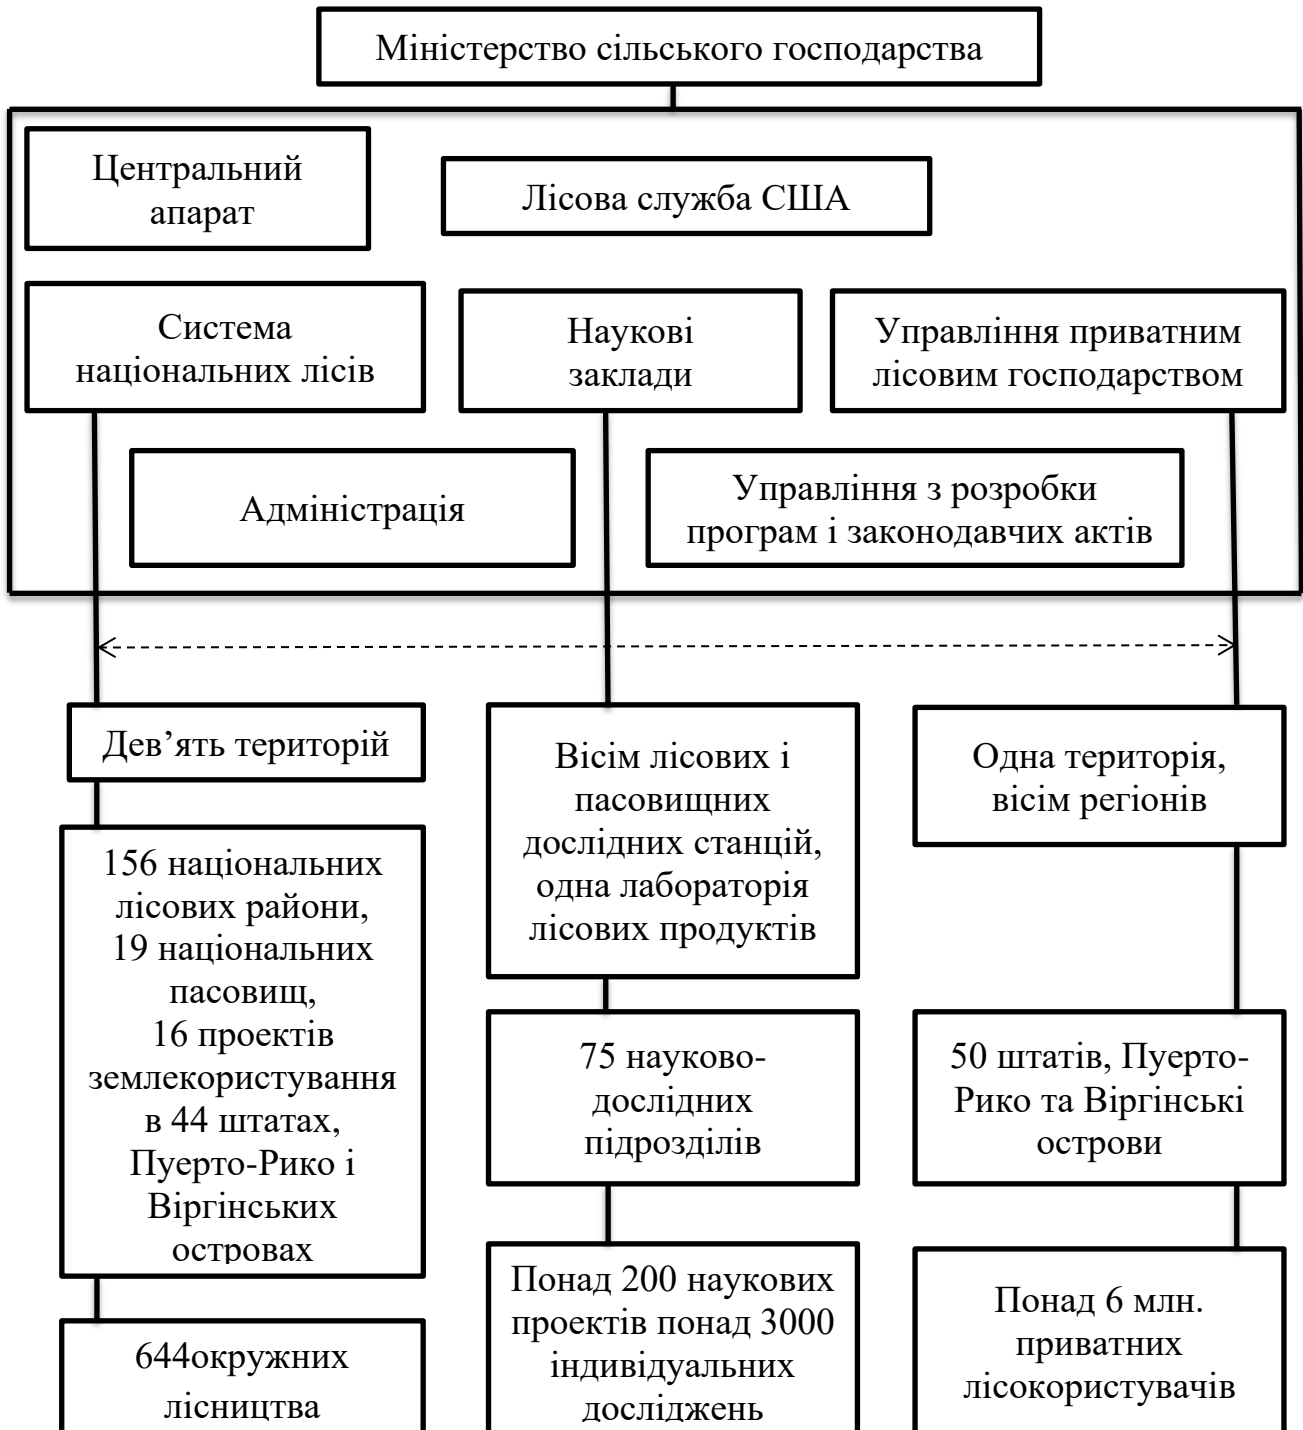 Міністерство сільського господарства
Центральний
апарат
Лісова служба США
Система
національних лісів
Наукові
заклади
Управління приватним
лісовим господарством
Адміністрація
Управління з розробки
програм і законодавчих актів
Дев’ять територій
Вісім лісових і
пасовищних
дослідних станцій,
одна лабораторія
лісових продуктів
Одна територія,
вісім регіонів
156 національних
лісових райони,
19 національних
пасовищ,
16 проектів
землекористування
в 44 штатах,
Пуерто-Рико і
Віргінських
островах
75 науково-
дослідних
підрозділів
50 штатів, Пуерто-
Рико та Віргінські
острови
644окружних
лісництва
Понад 200 наукових
проектів понад 3000
індивідуальних
досліджень
Понад 6 млн.
приватних
лісокористувачів